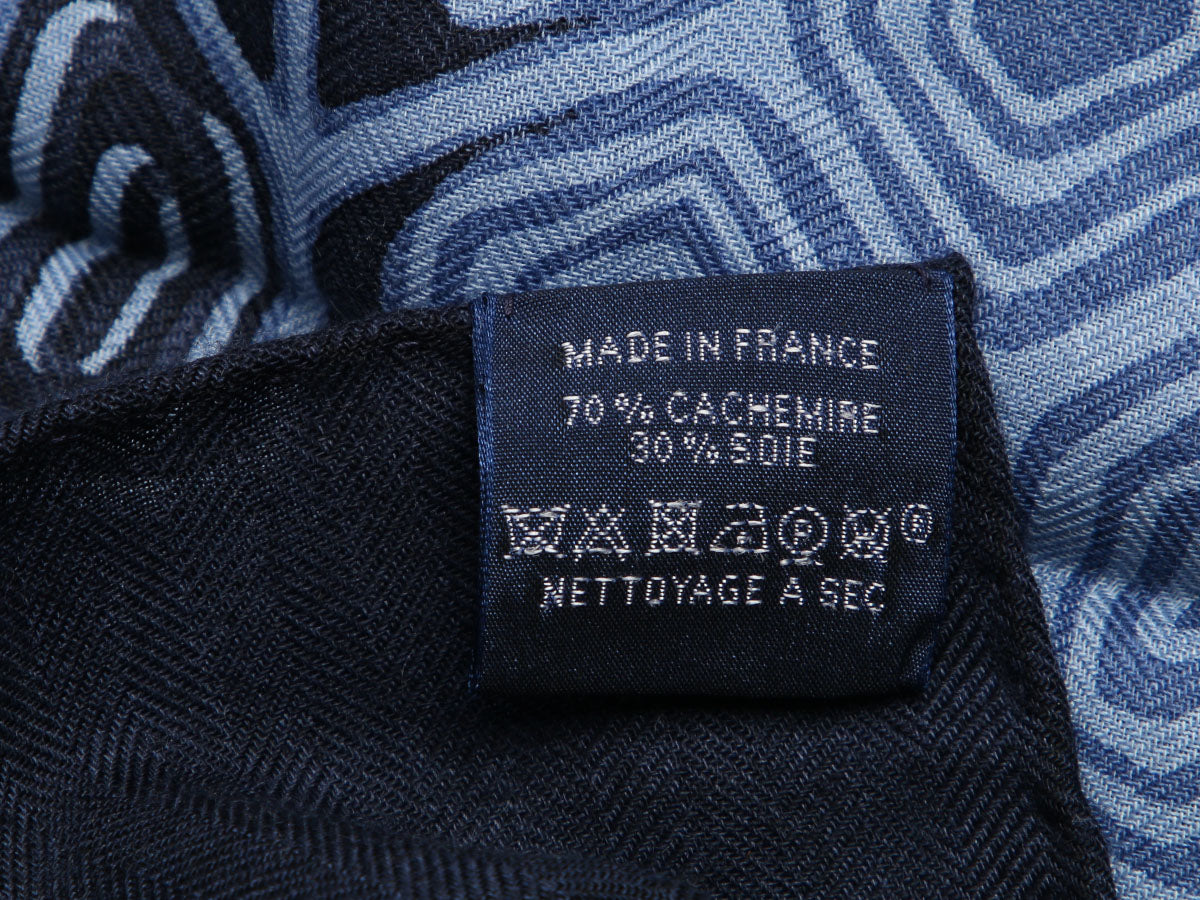 MADE IN FRANCE
70 % CACHEMIRE
30 % SOIE
P W ®
NETTOYAGE A SEC